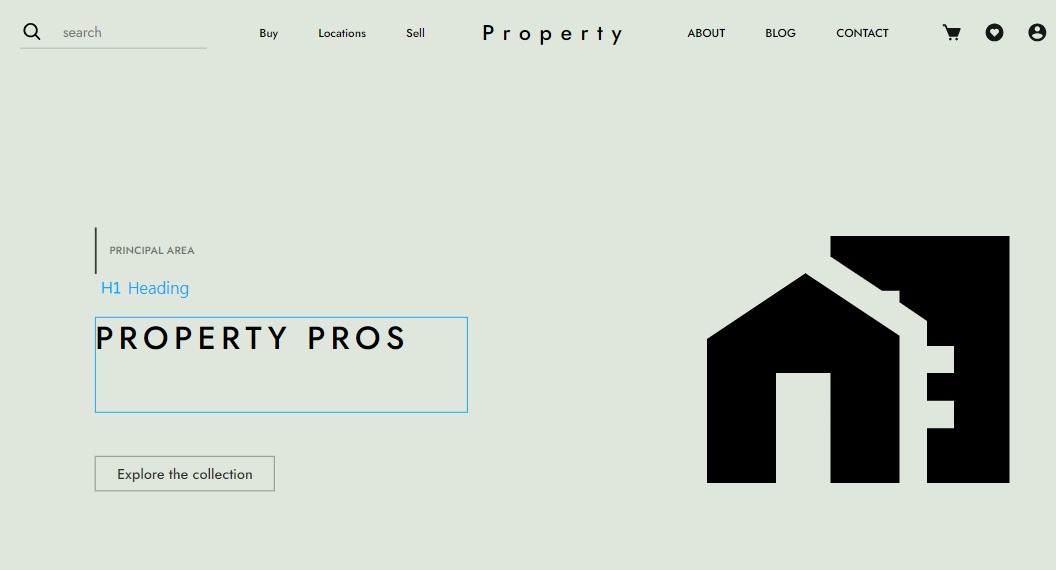 search Buy Locations Sell Property ABOUT BLOG CONTACT
PRINCIPAL AREA
H1 Heading
PROPERTY PROS
Explore the collection